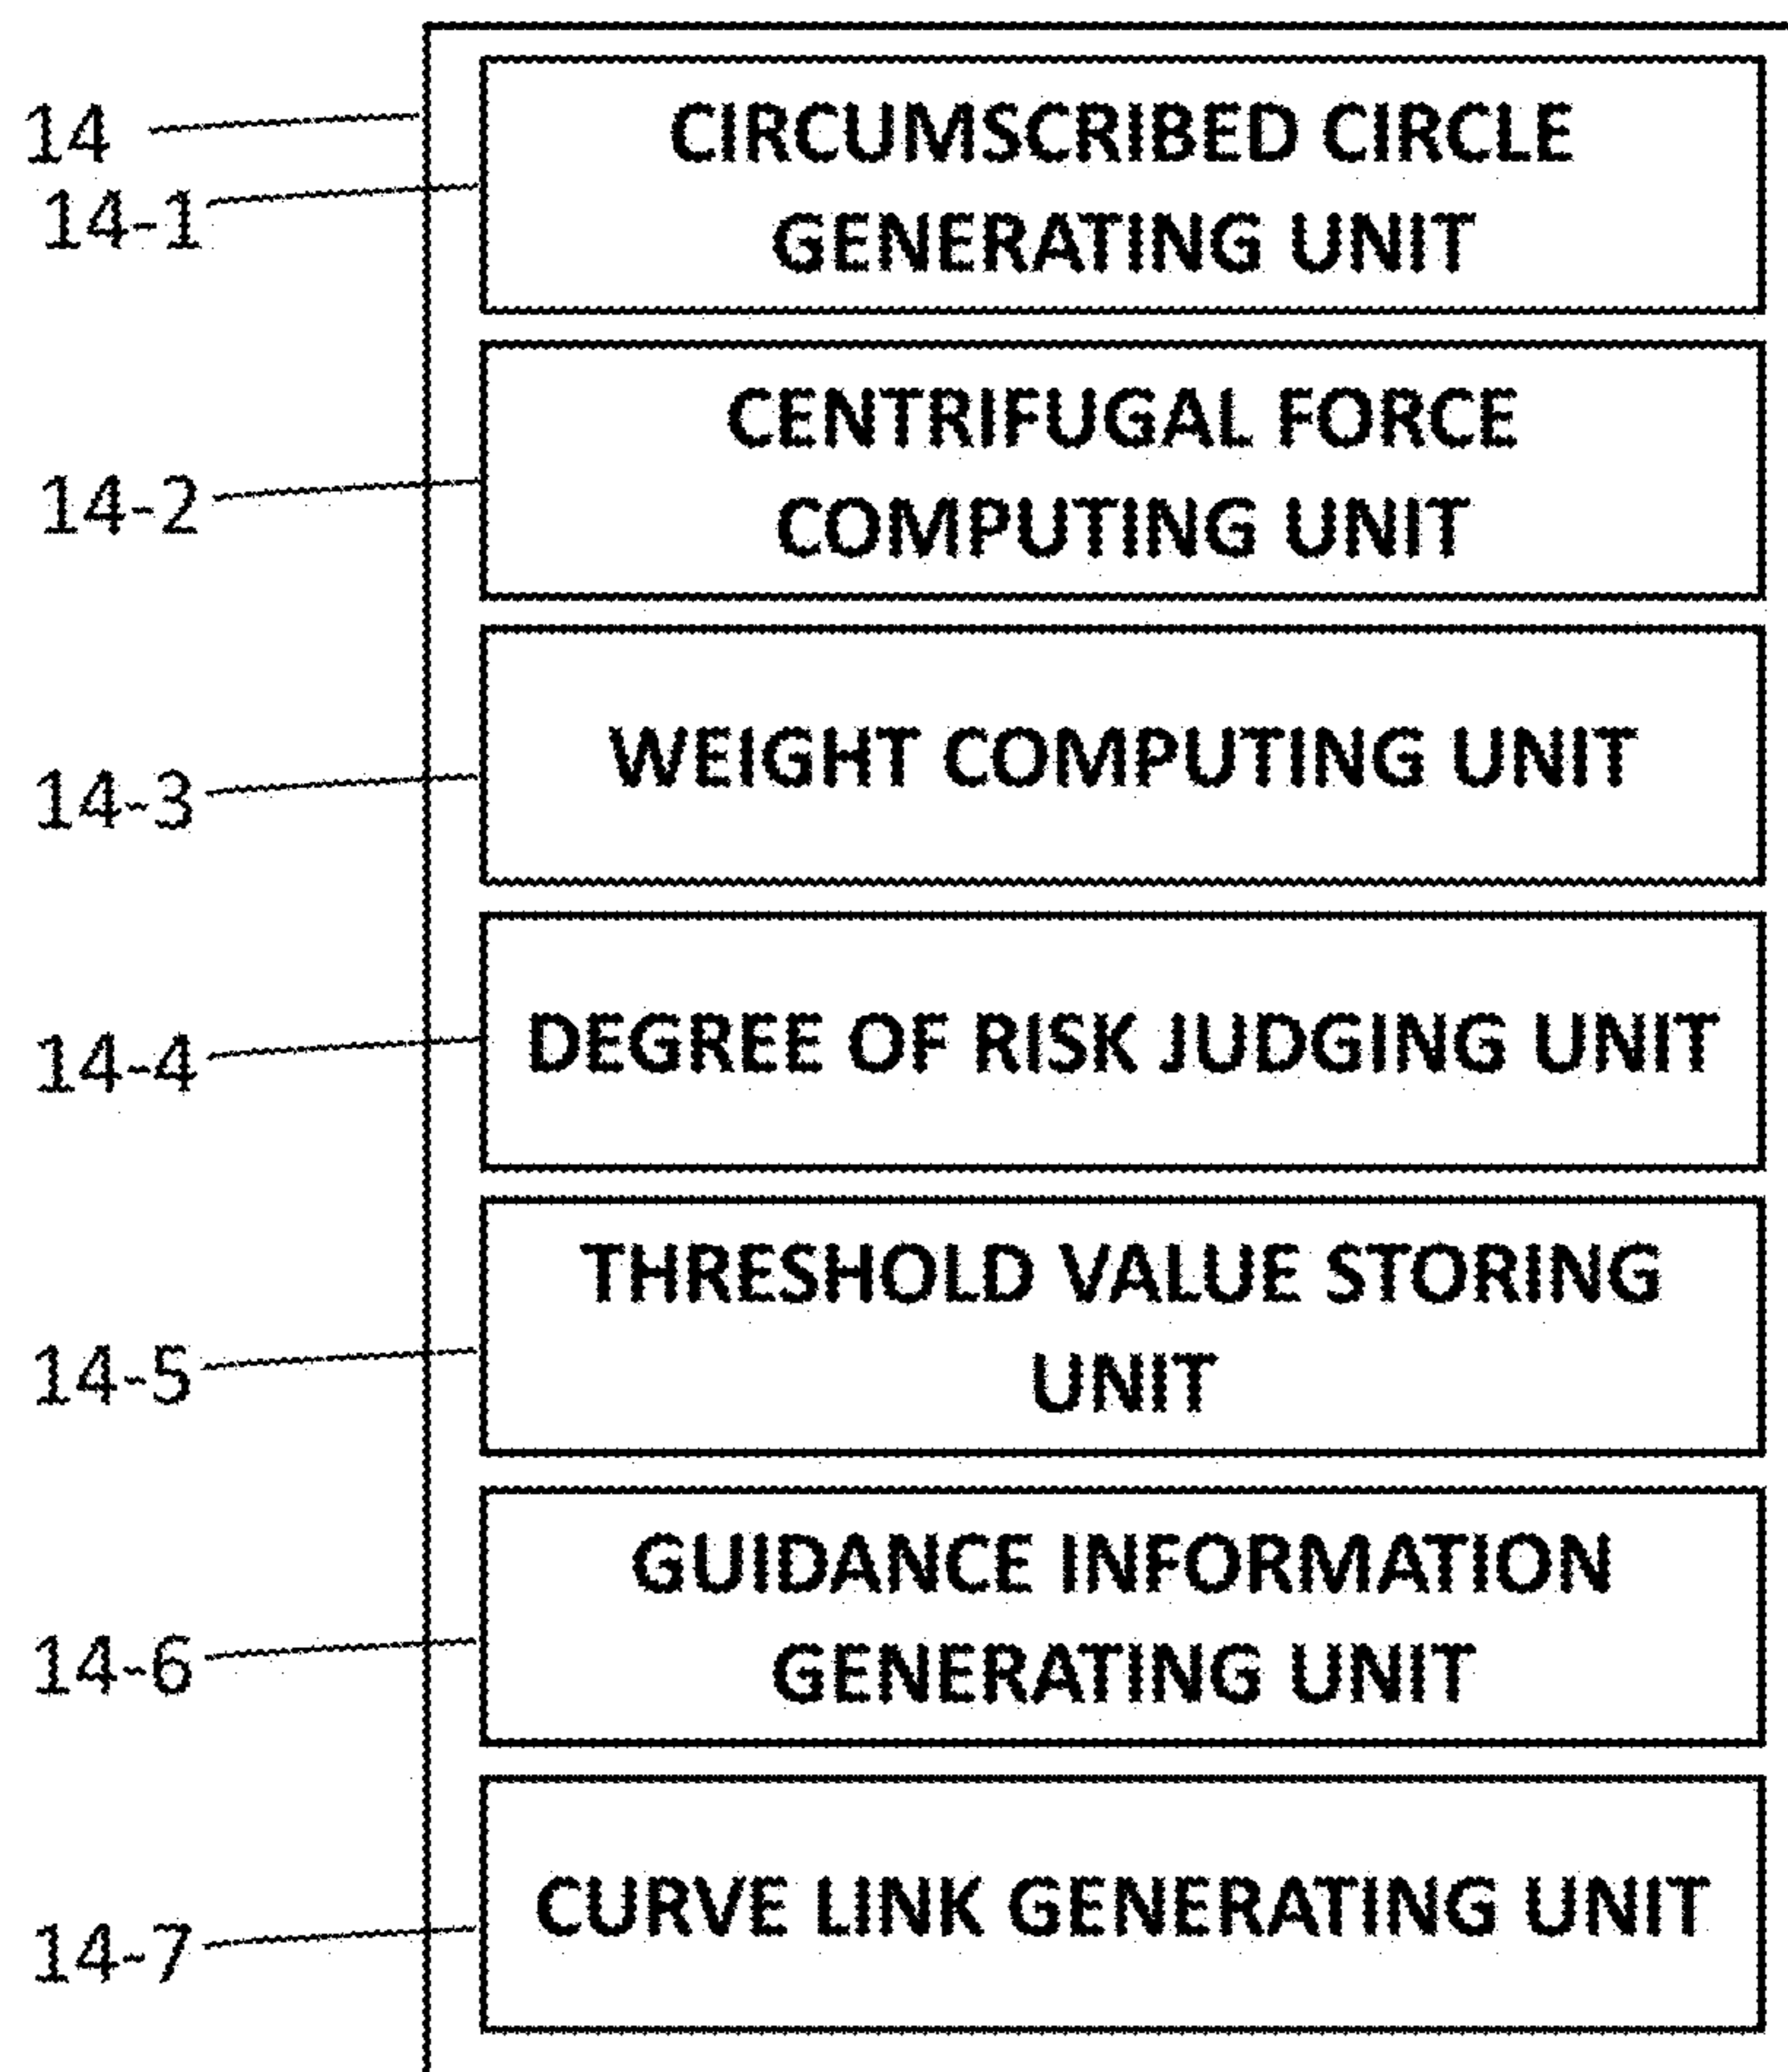 14
14-1
CIRCUMSCRIBED CIRCLE
GENERATING UNIT
14-2
CENTRIFUGAL FORCE
COMPUTING UNIT
14-3
WEIGHT COMPUTING UNIT
14-4
DEGREE OF RISK JUDGING UNIT
14-5
THRESHOLD VALUE STORING
UNIT
14-6
GUIDANCE INFORMATION
GENERATING UNIT
14-7
CURVE LINK GENERATING UNIT